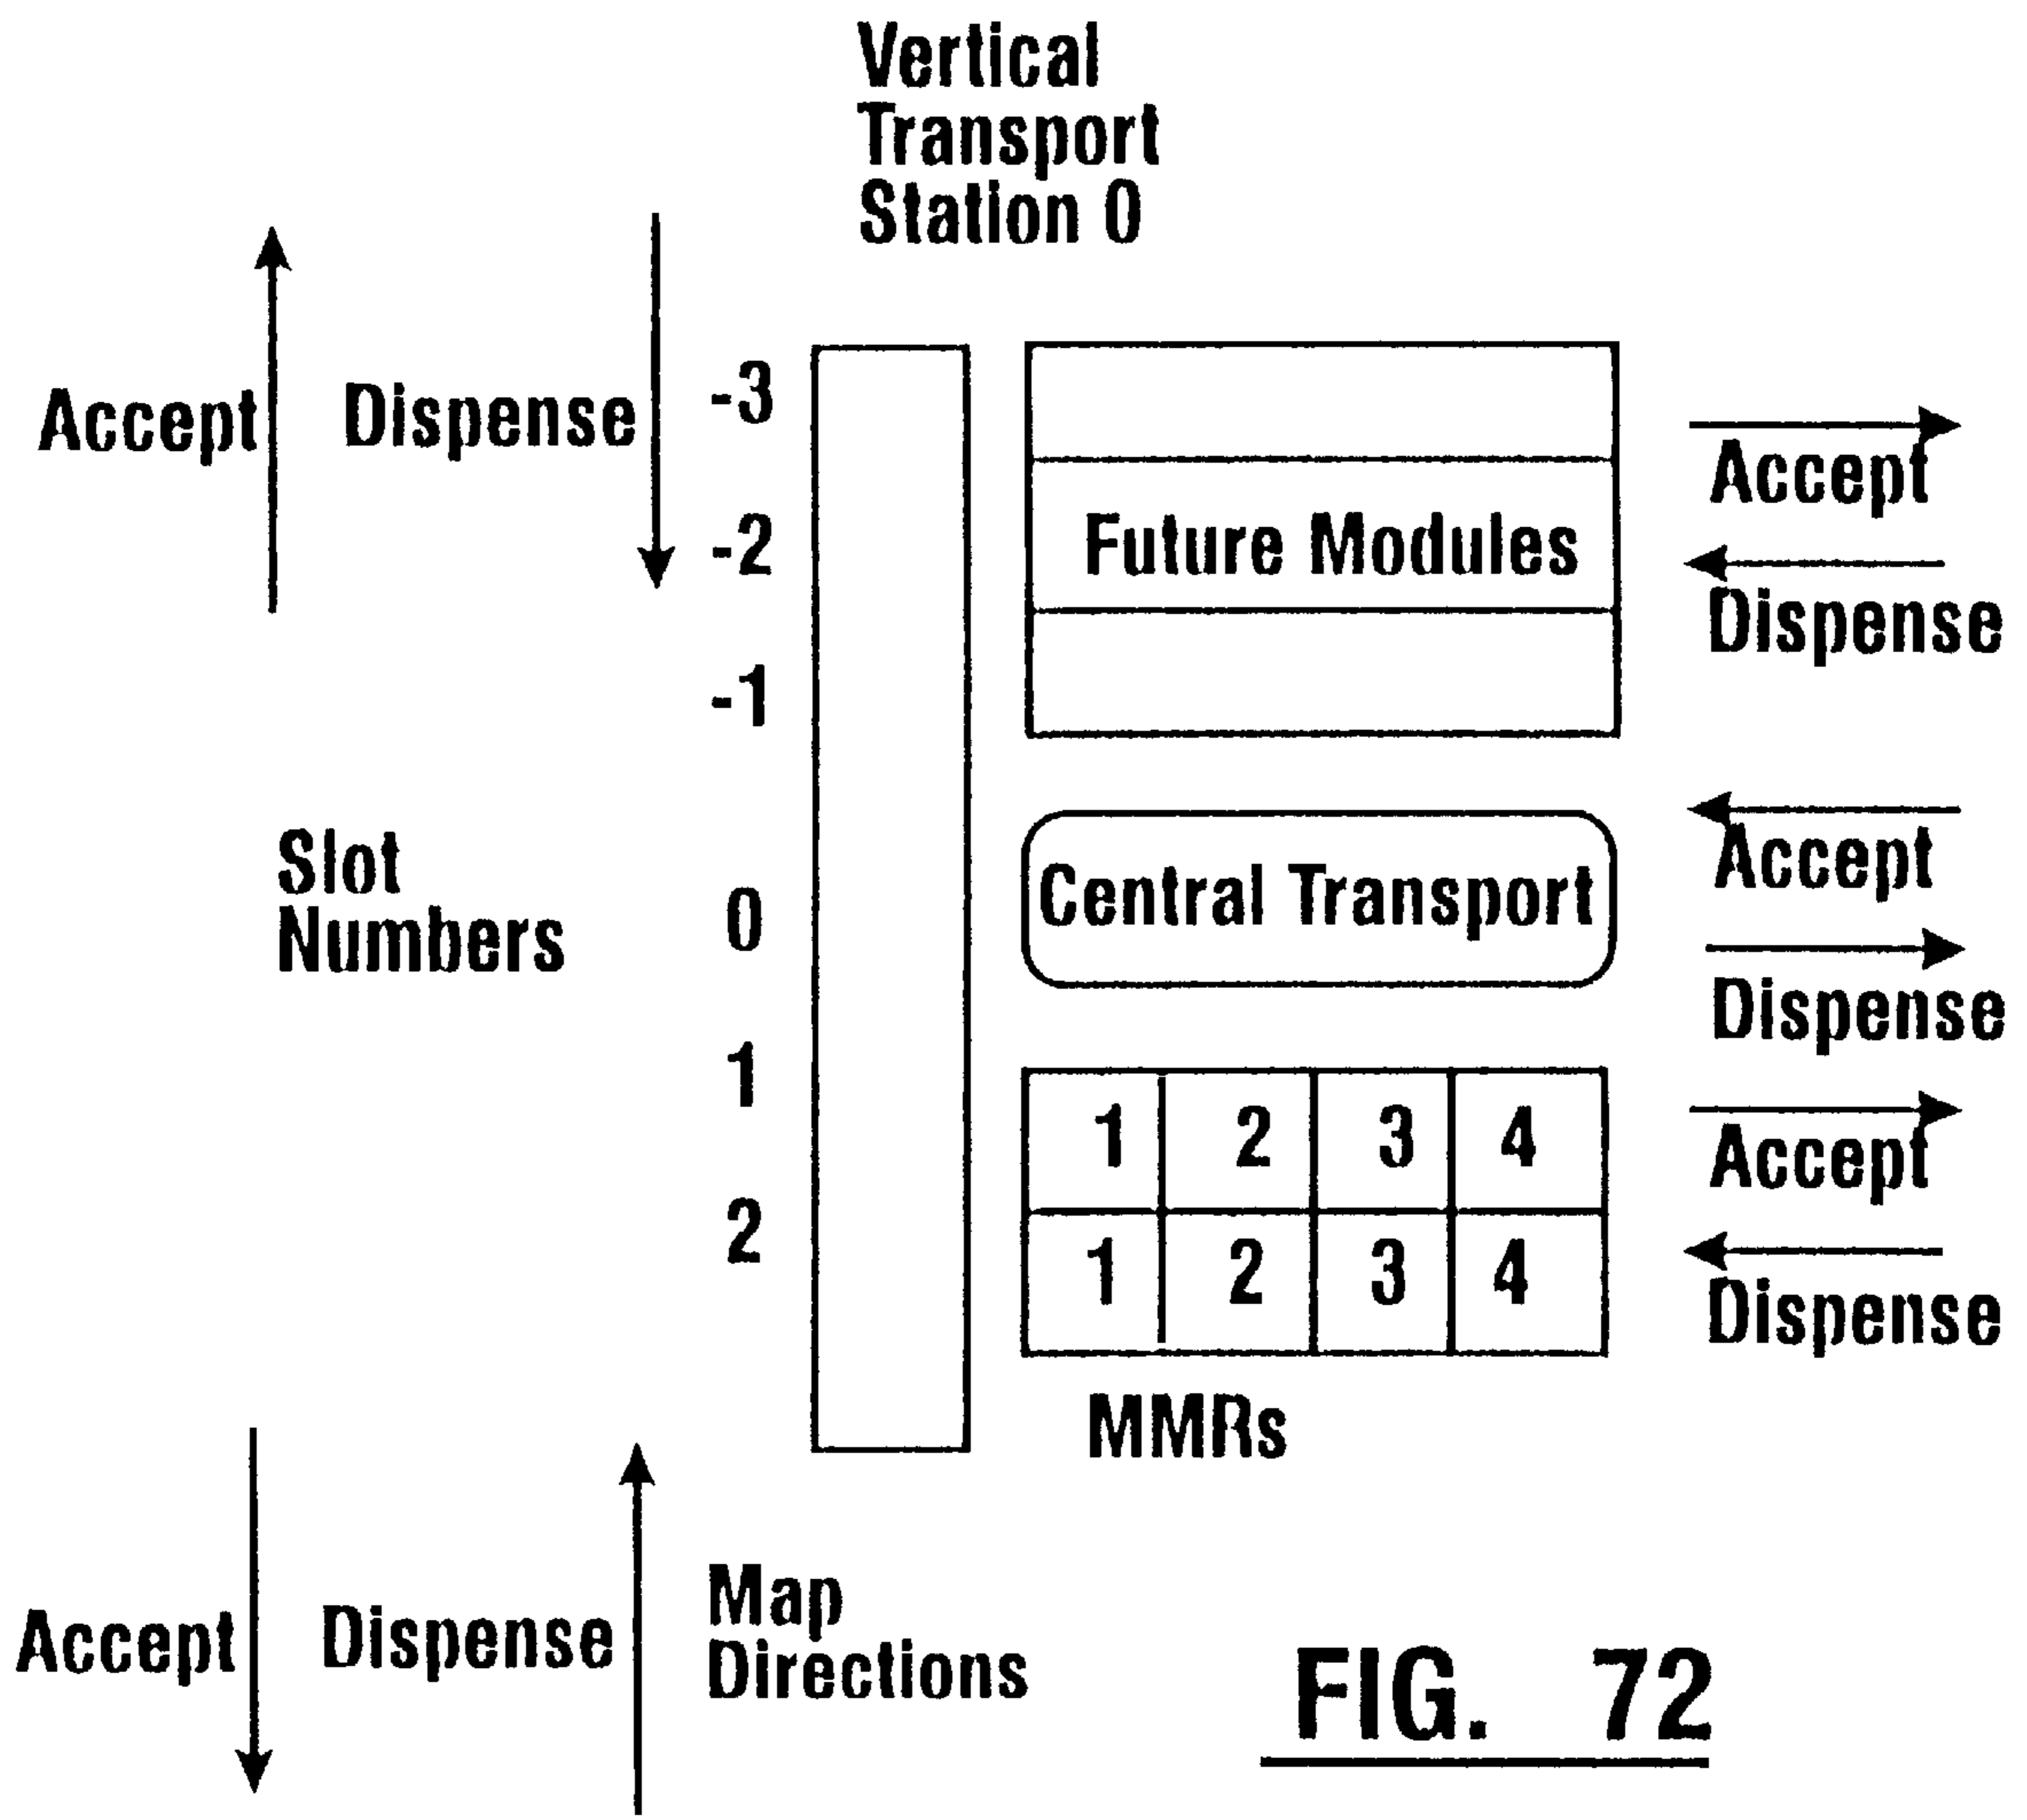 Vertical
Transport
Station 0
Accept
Dispense
-3
-2
-1
Future Modules
Accept
Dispense
Slot
Numbers
0
1
2
Central Transport
Accept
Dispense
1 2 3 4
1 2 3 4
Accept
Dispense
MMRs
Accept
Dispense
Map
Directions
FIG. 72